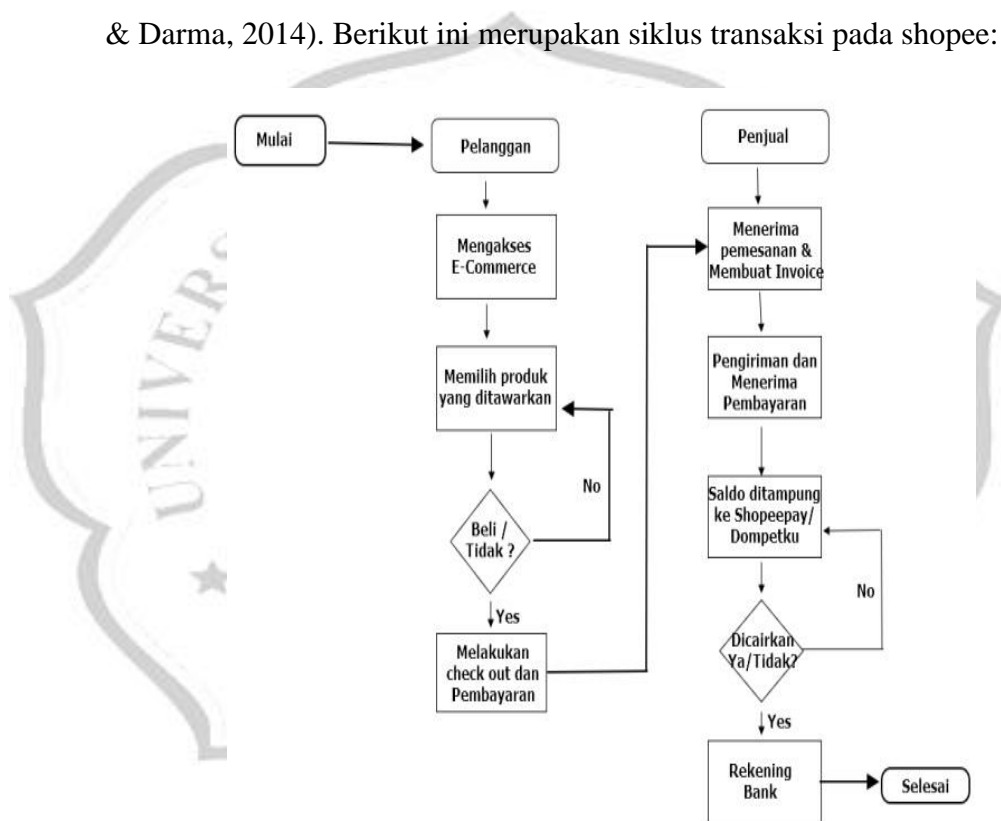 & Darma, 2014). Berikut ini merupakan siklus transaksi pada shopee:
Mulai
Pelanggan
Mengakses
E-Commerce
Memilih produk
yang ditawarkan
No
Beli /
Tidak ?
Yes
Melakukan
check out dan
Pembayaran
Penjual
Menerima
pemesanan &
Membuat Invoice
Pengiriman dan
Menerima
Pembayaran
Saldo ditampung
ke Shopeepay/
Dompetku
No
Dicairkan
Ya/Tidak?
Yes
Rekening
Bank
Selesai
UNIVERS